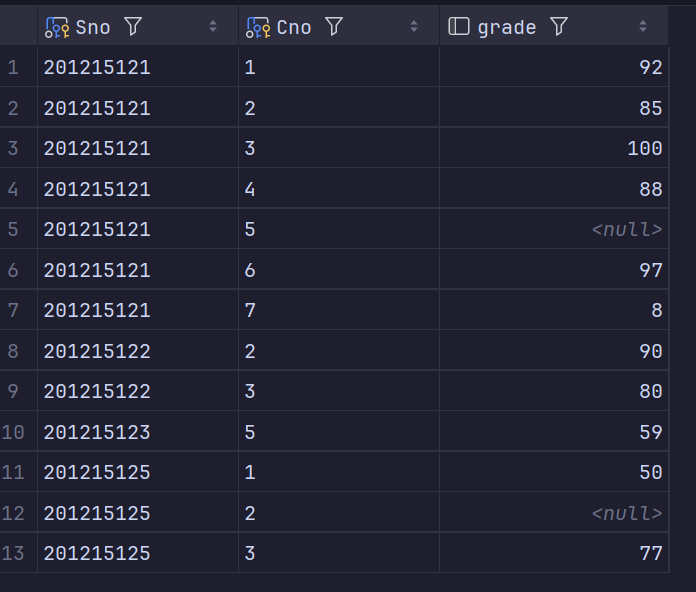 Sno Cno grade
1 201215121 1 92
2 201215121 2 85
3 201215121 3 100
4 201215121 4 88
5 201215121 5 <null>
6 201215121 6 97
7 201215121 7 8
8 201215122 2 90
9 201215122 3 80
10 201215123 5 59
11 201215125 1 50
12 201215125 2 <null>
13 201215125 3 77